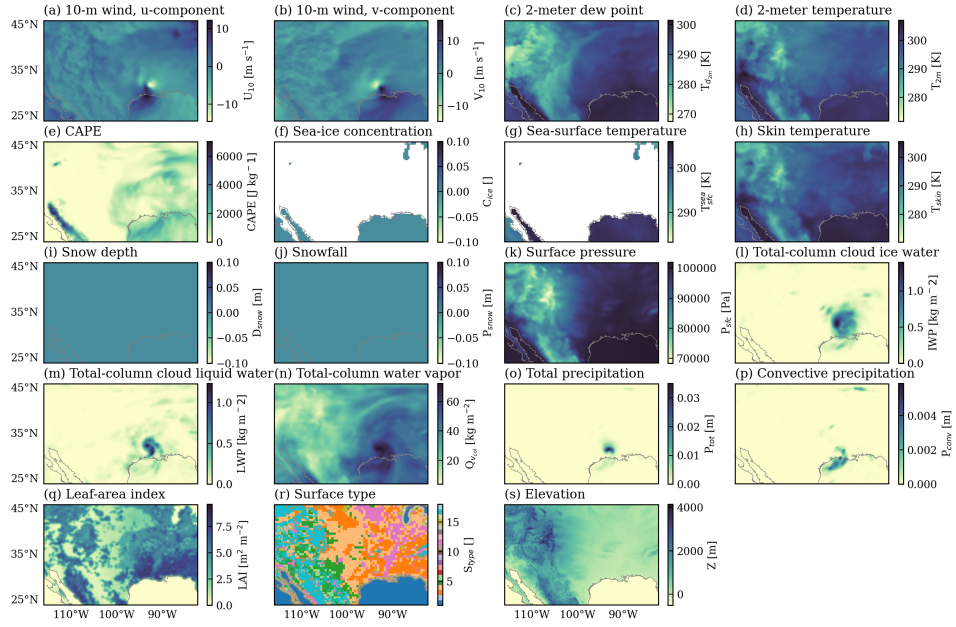 (a) 10-m wind, u-component
(b) 10-m wind, v-component
(c) 2-meter dew point
(d) 2-meter temperature
45°N
35°N
25°N
10
0
−10
U10 [m s−1]
10
5
0
−5
−10
−15
V10 [m s−1]
300
290
280
270
Td2m [K]
300
290
280
T2m [K]
(e) CAPE
(f) Sea-ice concentration
(g) Sea-surface temperature
(h) Skin temperature
45°N
35°N
25°N
6000
4000
2000
0
CAPE [J kg−1]
0.10
0.05
0.00
−0.05
−0.10
Cice []
300
290
Tsea sfc [K]
300
290
280
Tskin [K]
(i) Snow depth
(j) Snowfall
(k) Surface pressure
(l) Total-column cloud ice water
45°N
35°N
25°N
0.10
0.05
0.00
−0.05
−0.10
Dsnow [m]
0.10
0.05
0.00
−0.05
−0.10
Psnow [m]
100000
90000
80000
70000
Psfc [Pa]
1.0
0.5
0.0
IWP [kg m−2]
(m) Total-column cloud liquid water
(n) Total-column water vapor
(o) Total precipitation
(p) Convective precipitation
45°N
35°N
25°N
1.0
0.5
0.0
LWP [kg m−2]
60
40
20
Qvcol [kg m−2]
0.03
0.02
0.01
0.00
Ptot [m]
0.004
0.002
0.000
Pconv [m]
(q) Leaf-area index
(r) Surface type
(s) Elevation
45°N
35°N
25°N
7.5
5.0
2.5
0.0
LAI [m2 m−2]
15
10
5
Stype []
4000
2000
0
Z [m]
110°W 100°W 90°W
110°W 100°W 90°W
110°W 100°W 90°W